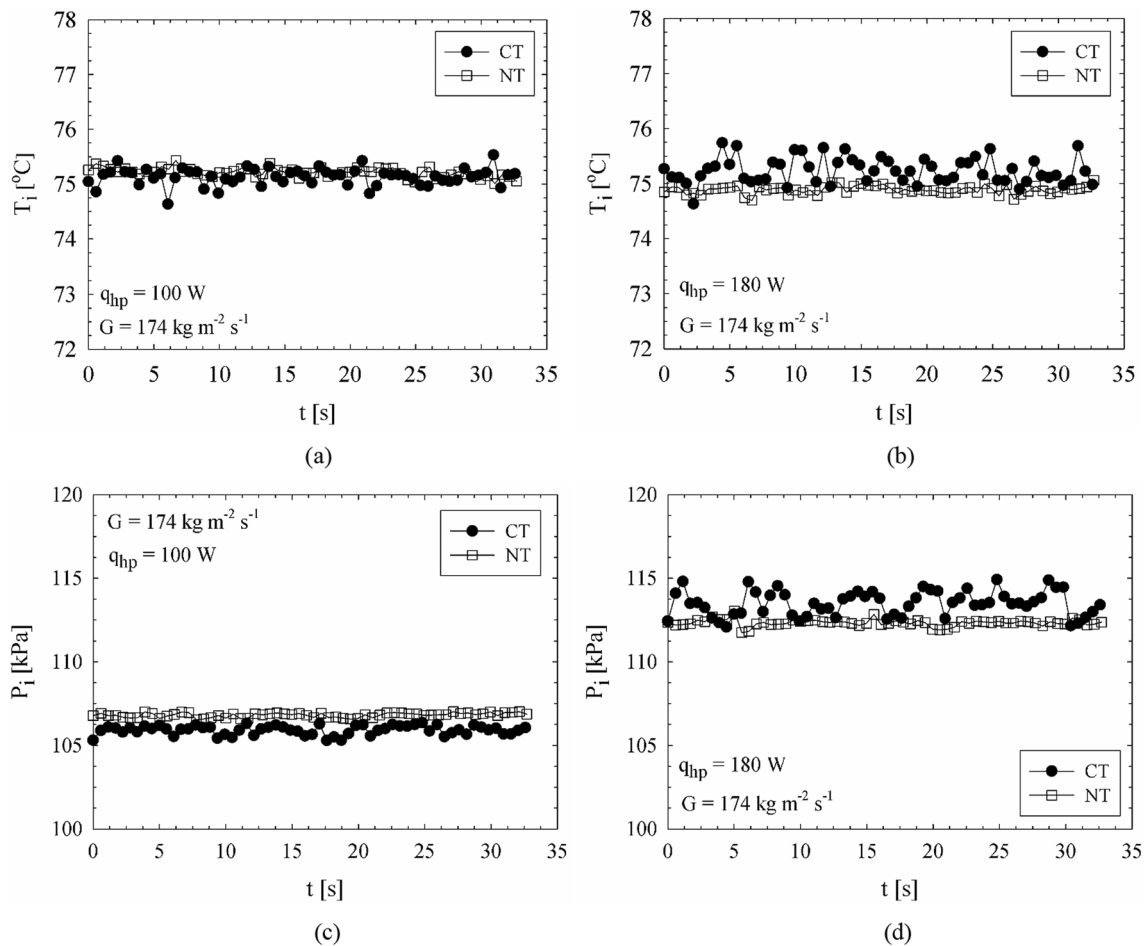 78
77
76
75
74
73
72
T_i [°C]
CT
NT
q_hp = 100 W
G = 174 kg m^-2 s^-1
0 5 10 15 20 25 30 35
t [s]
(a)
78
77
76
75
74
73
72
T_i [°C]
CT
NT
q_hp = 180 W
G = 174 kg m^-2 s^-1
0 5 10 15 20 25 30 35
t [s]
(b)
120
115
110
105
100
P_i [kPa]
G = 174 kg m^-2 s^-1
q_hp = 100 W
CT
NT
0 5 10 15 20 25 30 35
t [s]
(c)
120
115
110
105
100
P_i [kPa]
q_hp = 180 W
G = 174 kg m^-2 s^-1
CT
NT
0 5 10 15 20 25 30 35
t [s]
(d)